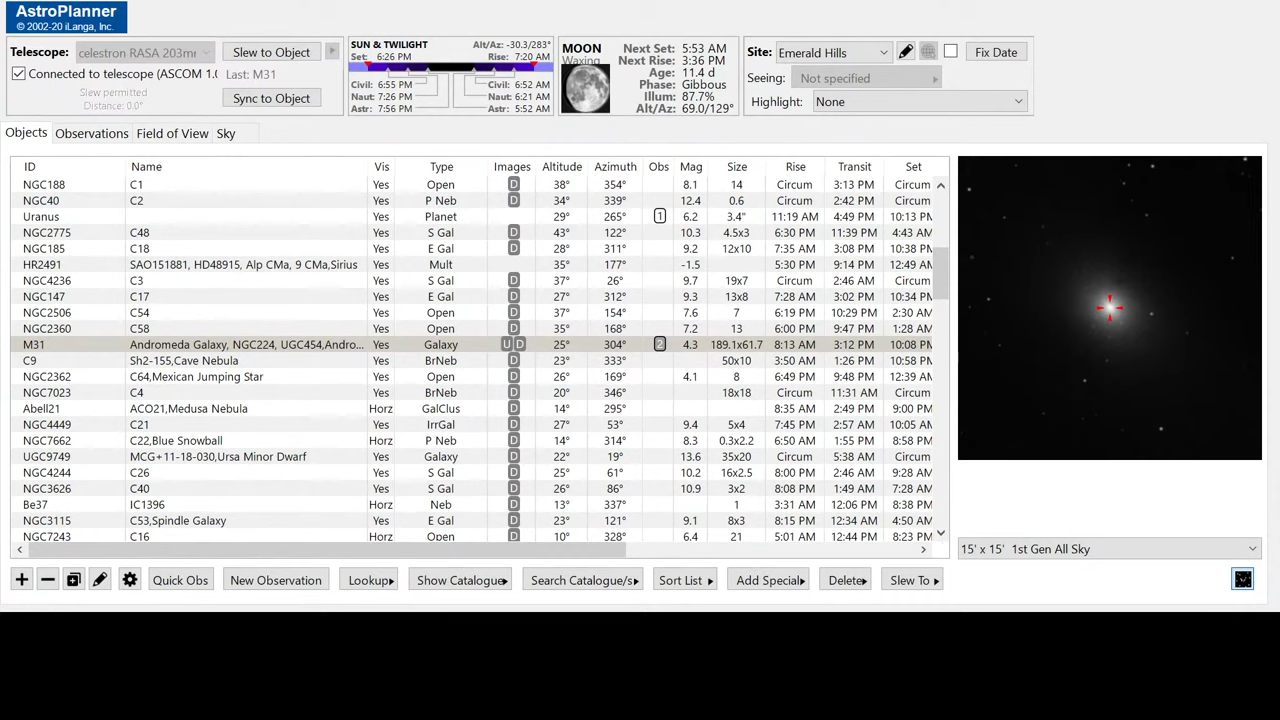 AstroPlanner
© 2002-20 iLanga, Inc.
Telescope: celestron RASA 203mr Slew to Object
Connected to telescope (ASCOM 1.0 Last: M31
Slew permitted
Distance: 0.0° Sync to Object
SUN & TWILIGHT Alt/Az: -30.3/283°
Set: 6:26 PM Rise: 7:20 AM
Civil: 6:55 PM Civil: 6:52 AM
Naut: 7:26 PM Naut: 6:21 AM
Astr: 7:56 PM Astr: 5:52 AM
MOON Next Set: 5:53 AM
Waxing Next Rise: 3:36 PM
Age: 11.4 d
Phase: Gibbous
Illum: 87.7%
Alt/Az: 69.0/129°
Site: Emerald Hills Fix Date
Seeing: Not specified
Highlight: None
Objects Observations Field of View Sky
ID Name Vis Type Images Altitude Azimuth Obs Mag Size Rise Transit Set
NGC188 C1 Yes Open D 38° 354° 8.1 14 Circum 3:13 PM Circum
NGC40 C2 Yes P Neb D 34° 339° 12.4 0.6 Circum 2:42 PM Circum
Uranus Yes Planet 29° 265° 1 6.2 3.4" 11:19 AM 4:49 PM 10:13 PM
NGC2775 C48 Yes S Gal D 43° 122° 10.3 4.5x3 6:30 PM 11:39 PM 4:43 AM
NGC185 C18 Yes E Gal D 28° 311° 9.2 12x10 7:35 AM 3:08 PM 10:38 PM
HR2491 SAO151881, HD48915, Alp CMa, 9 CMa,Sirius Yes Mult 35° 177° -1.5 5:30 PM 9:14 PM 12:49 AM
NGC4236 C3 Yes S Gal D 37° 26° 9.7 19x7 Circum 2:46 AM Circum
NGC147 C17 Yes E Gal D 27° 312° 9.3 13x8 7:28 AM 3:02 PM 10:34 PM
NGC2506 C54 Yes Open D 37° 154° 7.6 7 6:19 PM 10:29 PM 2:30 AM
NGC2360 C58 Yes Open D 35° 168° 7.2 13 6:00 PM 9:47 PM 1:28 AM
M31 Andromeda Galaxy, NGC224, UGC454,Andro... Yes Galaxy U D 25° 304° 2 4.3 189.1x61.7 8:13 AM 3:12 PM 10:08 PM
C9 Sh2-155,Cave Nebula Yes BrNeb D 23° 333° 50x10 3:50 AM 1:26 PM 10:58 PM
NGC2362 C64,Mexican Jumping Star Yes Open D 26° 169° 4.1 8 6:49 PM 9:48 PM 12:39 AM
NGC7023 C4 Yes BrNeb D 20° 346° 18x18 Circum 11:31 AM Circum
Abell21 ACO21,Medusa Nebula Horz GalClus D 14° 295° 8:35 AM 2:49 PM 9:00 PM
NGC4449 C21 Yes IrrGal D 27° 53° 9.4 5x4 7:45 PM 2:57 AM 10:05 AM
NGC7662 C22,Blue Snowball Horz P Neb D 14° 314° 8.3 0.3x2.2 6:50 AM 1:55 PM 8:58 PM
UGC9749 MCG+11-18-030,Ursa Minor Dwarf Yes Galaxy D 22° 19° 13.6 35x20 Circum 5:38 AM Circum
NGC4244 C26 Yes S Gal D 25° 61° 10.2 16x2.5 8:00 PM 2:46 AM 9:28 AM
NGC3626 C40 Yes S Gal D 26° 86° 10.9 3x2 8:08 PM 1:49 AM 7:28 AM
Be37 IC1396 Horz Neb D 13° 337° 1 3:31 AM 12:06 PM 8:38 PM
NGC3115 C53,Spindle Galaxy Yes E Gal D 23° 121° 9.1 8x3 8:15 PM 12:34 AM 4:50 AM
NGC7243 C16 Horz Open D 10° 328° 6.4 21 5:01 AM 12:44 PM 8:23 PM
15' x 15' 1st Gen All Sky
Quick Obs New Observation Lookup Show Catalogue Search Catalogue/s Sort List Add Special Delete Slew To